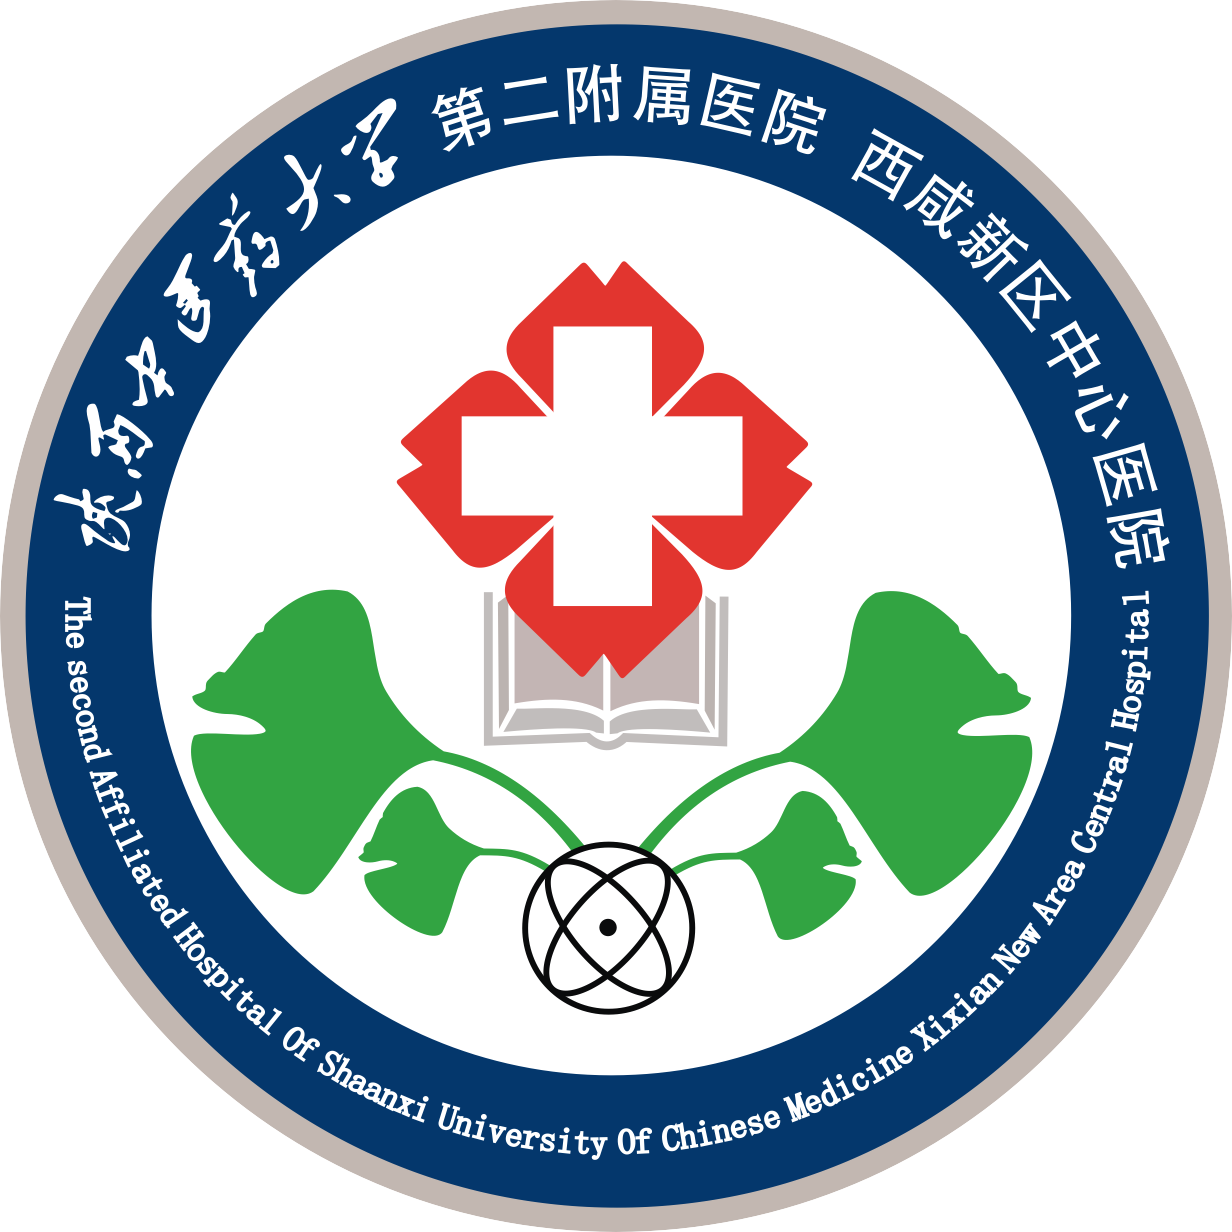 陕西中医药大学 第二附属医院 西咸新区中心医院
The second Affiliated Hospital Of Shaanxi University Of Chinese Medicine Xixian New Area Central Hospital